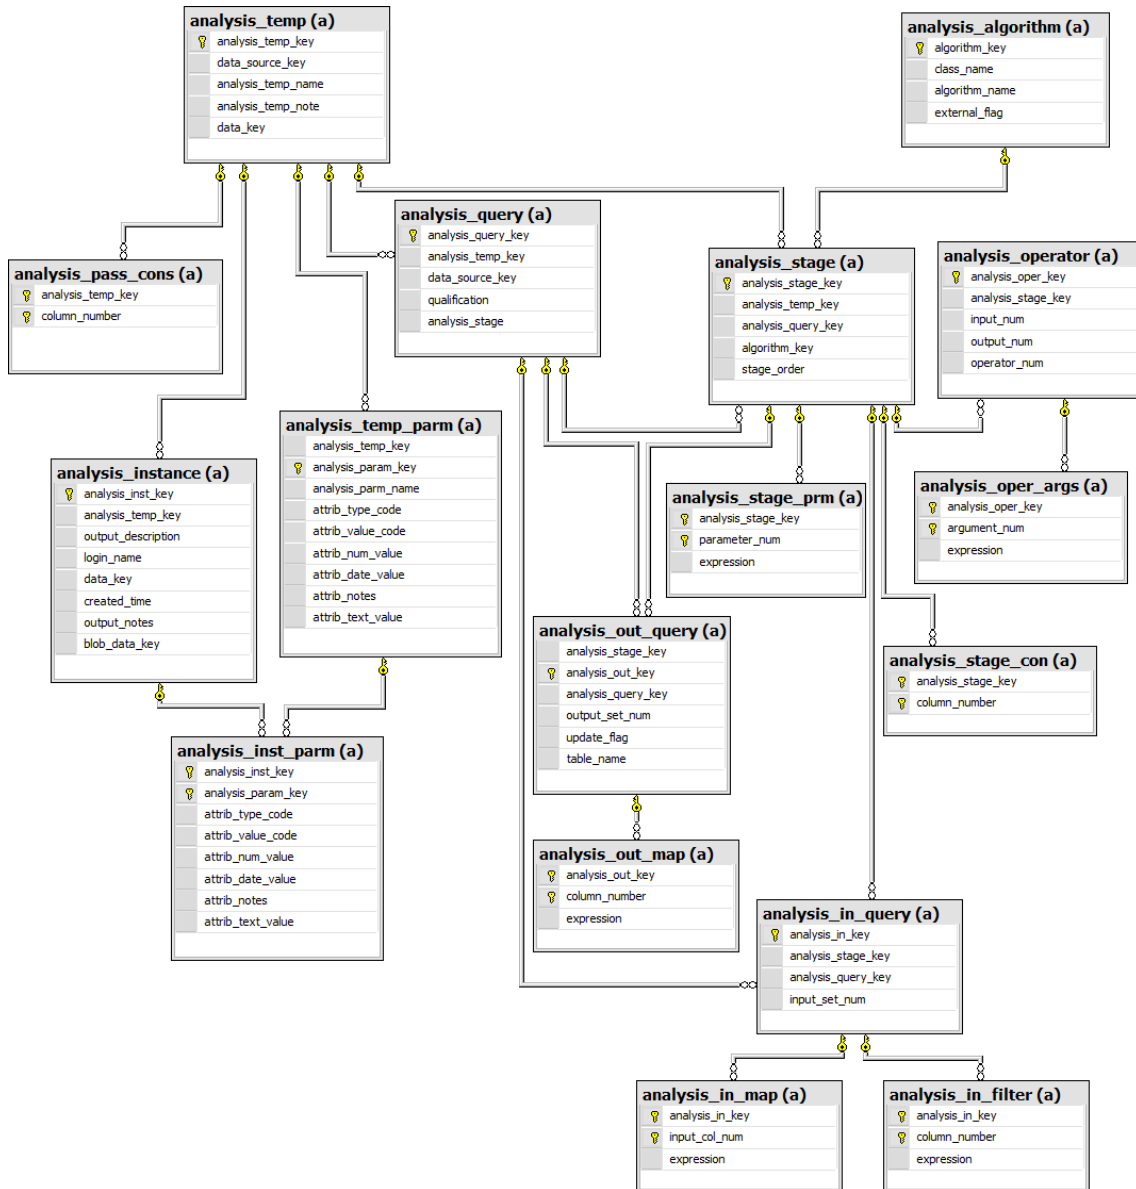 analysis_temp (a)
analysis_temp_key
data_source_key
analysis_temp_name
analysis_temp_note
data_key
analysis_algorithm (a)
algorithm_key
class_name
algorithm_name
external_flag
analysis_query (a)
analysis_query_key
analysis_temp_key
data_source_key
qualification
analysis_stage
analysis_pass_cons (a)
analysis_temp_key
column_number
analysis_stage (a)
analysis_stage_key
analysis_temp_key
analysis_query_key
algorithm_key
stage_order
analysis_operator (a)
analysis_oper_key
analysis_stage_key
input_num
output_num
operator_num
analysis_temp_parm (a)
analysis_temp_key
analysis_param_key
analysis_parm_name
attrib_type_code
attrib_value_code
attrib_num_value
attrib_date_value
attrib_notes
attrib_text_value
analysis_instance (a)
analysis_inst_key
analysis_temp_key
output_description
login_name
data_key
created_time
output_notes
blob_data_key
analysis_stage_prm (a)
analysis_stage_key
parameter_num
expression
analysis_oper_args (a)
analysis_oper_key
argument_num
expression
analysis_out_query (a)
analysis_stage_key
analysis_out_key
analysis_query_key
output_set_num
update_flag
table_name
analysis_stage_con (a)
analysis_stage_key
column_number
analysis_inst_parm (a)
analysis_inst_key
analysis_param_key
attrib_type_code
attrib_value_code
attrib_num_value
attrib_date_value
attrib_notes
attrib_text_value
analysis_out_map (a)
analysis_out_key
column_number
expression
analysis_in_query (a)
analysis_in_key
analysis_stage_key
analysis_query_key
input_set_num
analysis_in_map (a)
analysis_in_key
input_col_num
expression
analysis_in_filter (a)
analysis_in_key
column_number
expression